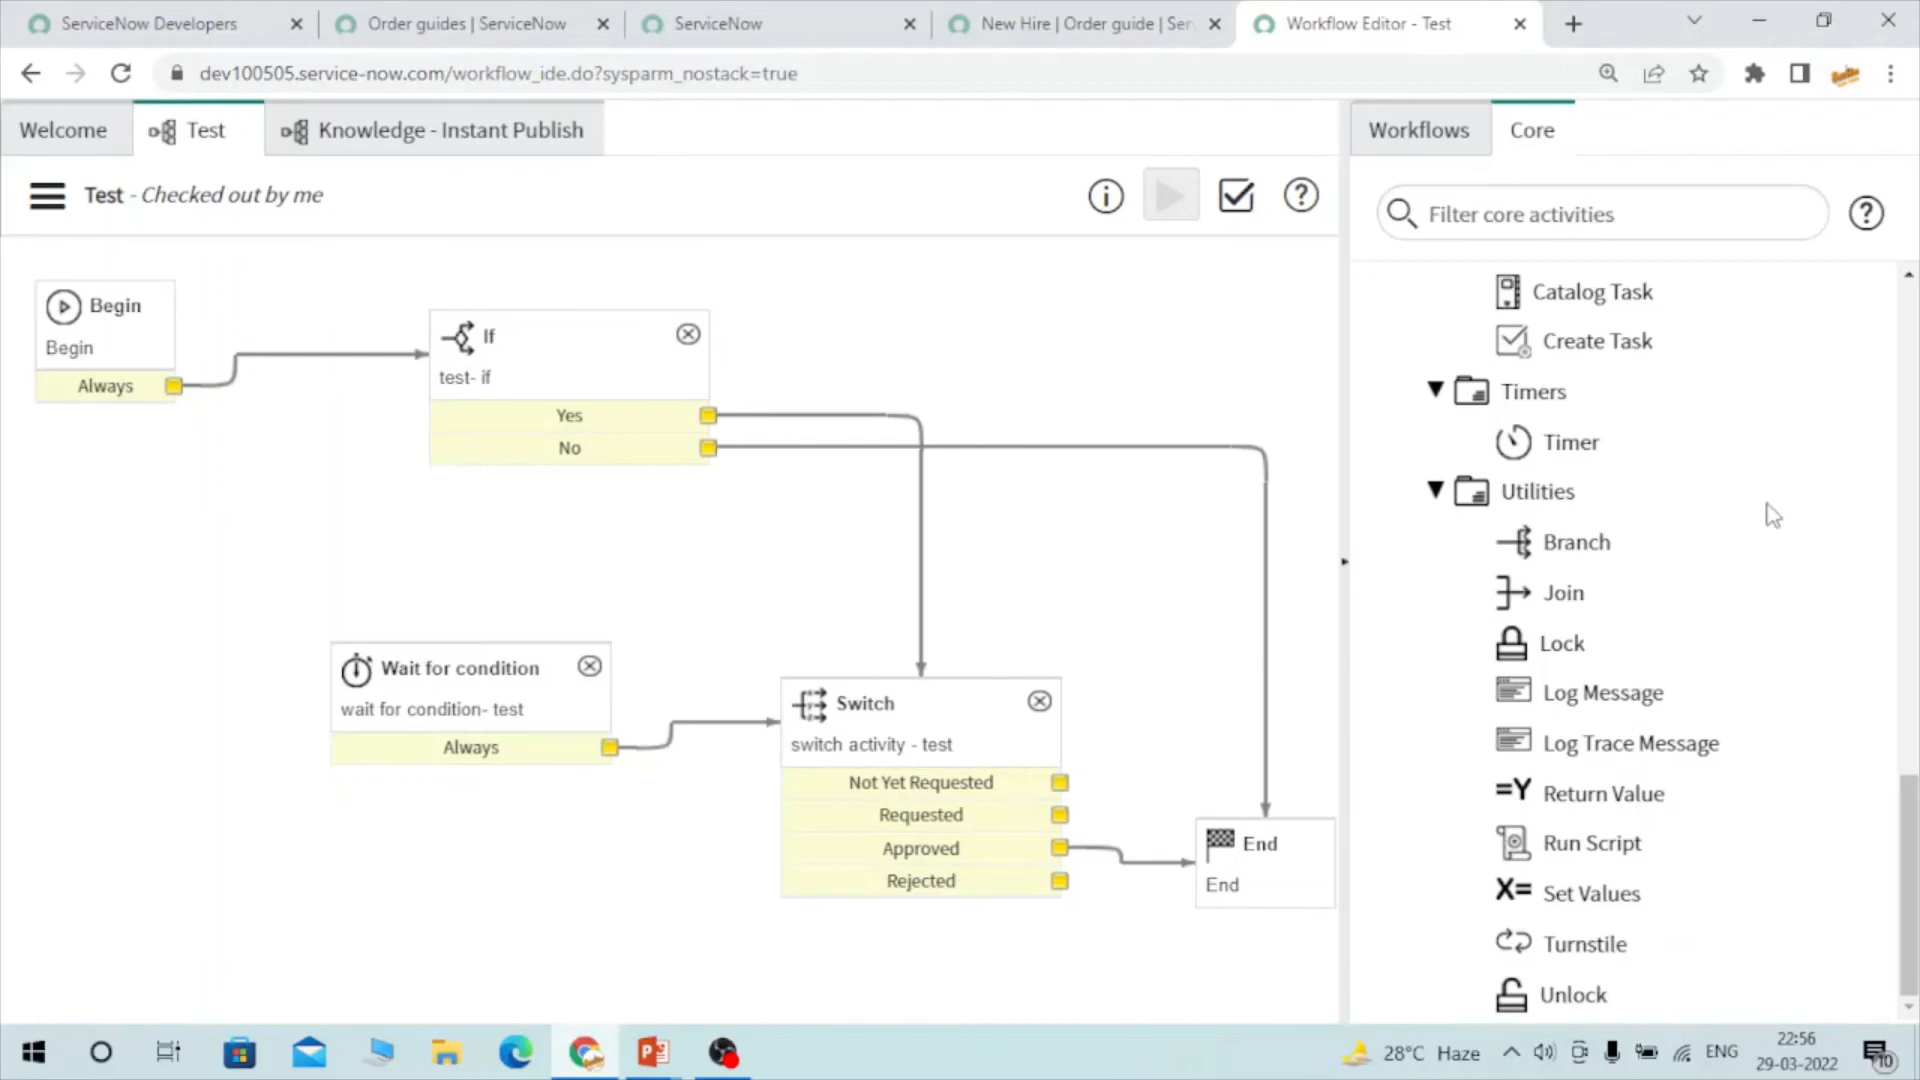 ServiceNow Developers
Order guides | ServiceNow
ServiceNow
New Hire | Order guide | Ser
Workflow Editor - Test
dev100505.service-now.com/workflow_ide.do?sysparm_nostack=true
Welcome
Test
Knowledge - Instant Publish
Workflows
Core
Test - Checked out by me
Filter core activities
Begin
Begin
Always
If
test- if
Yes
No
Wait for condition
wait for condition- test
Always
Switch
switch activity - test
Not Yet Requested
Requested
Approved
Rejected
End
End
Catalog Task
Create Task
Timers
Timer
Utilities
Branch
Join
Lock
Log Message
Log Trace Message
=Y Return Value
Run Script
X= Set Values
Turnstile
Unlock
28°C Haze
ENG
22:56
29-03-2022
10